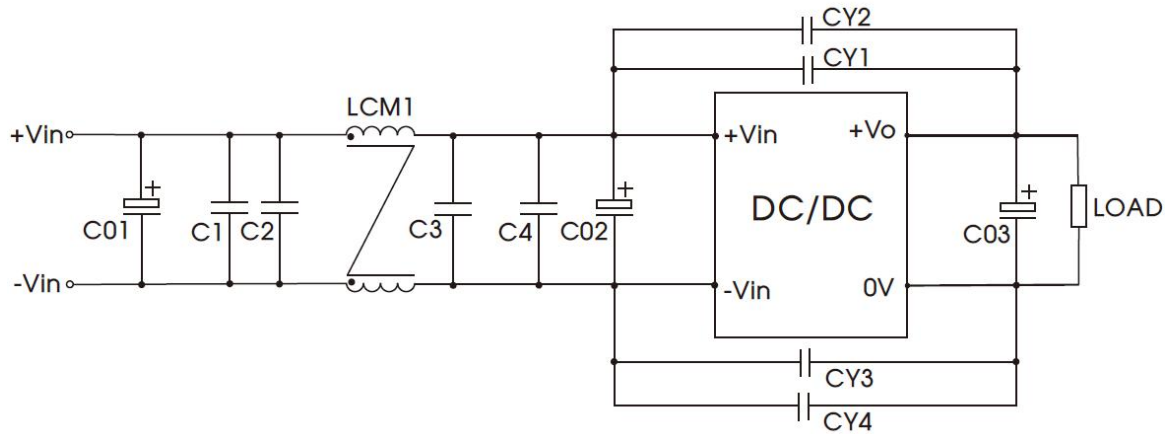 CY2
CY1
LCM1
+Vin
+Vin
+Vo
+
+
+
DC/DC
C01
C1
C2
C3
C4
C02
C03
LOAD
-Vin
-Vin
0V
CY3
CY4